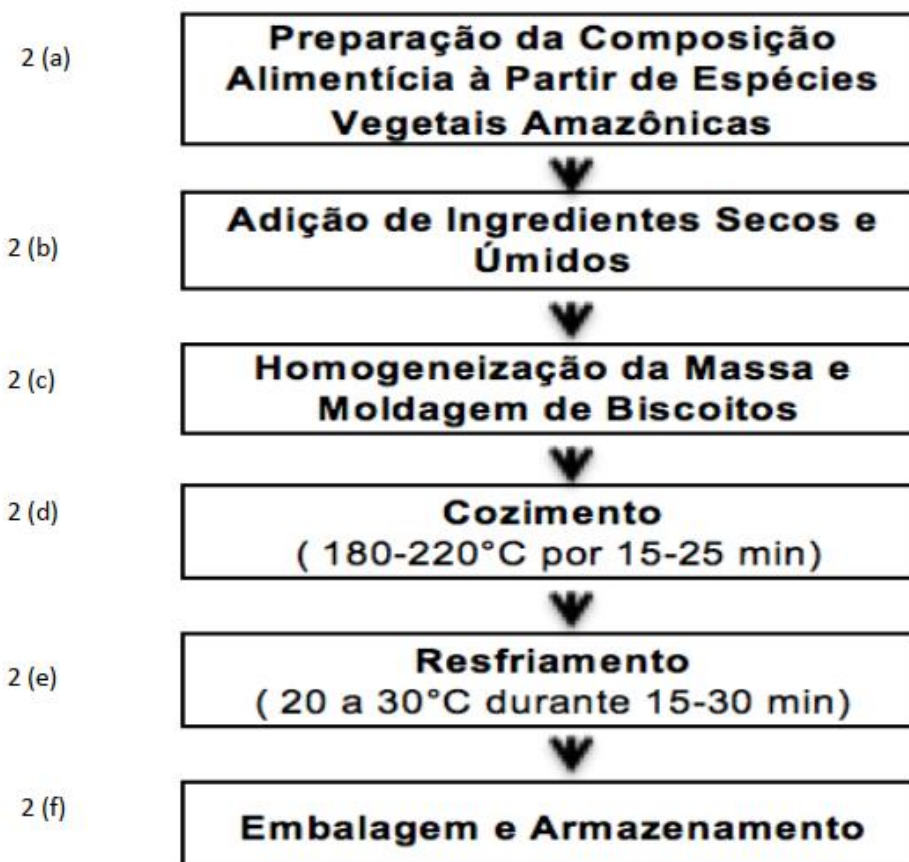 2 (a)
Preparação da Composição
Alimentícia à Partir de Espécies
Vegetais Amazônicas
2 (b)
Adição de Ingredientes Secos e
Úmidos
2 (c)
Homogeneização da Massa e
Moldagem de Biscoitos
2 (d)
Cozimento
( 180-220°C por 15-25 min)
2 (e)
Resfriamento
( 20 a 30°C durante 15-30 min)
2 (f)
Embalagem e Armazenamento